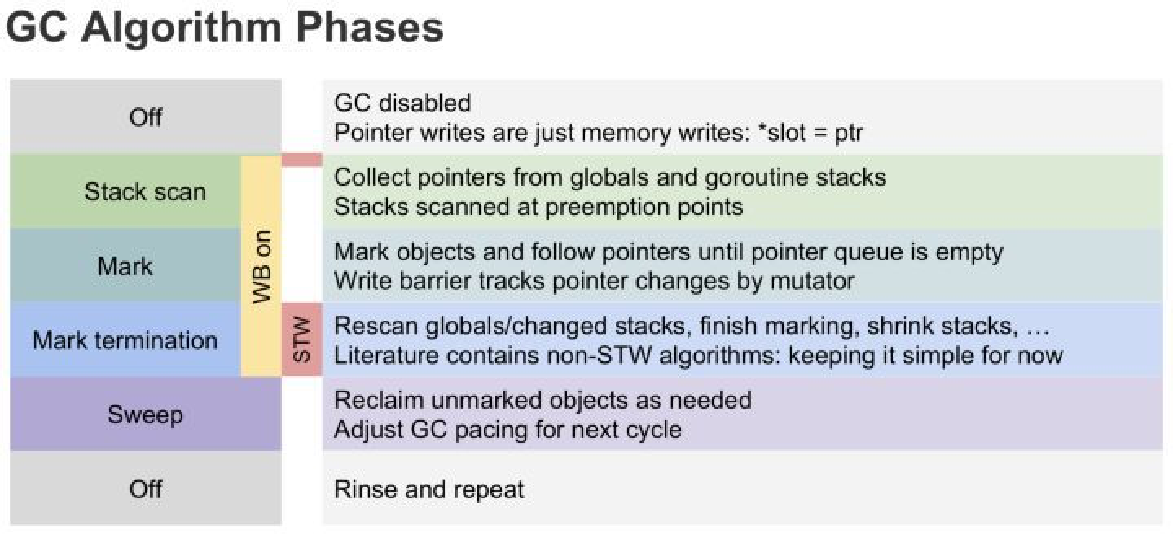 GC Algorithm Phases
Off
GC disabled
Pointer writes are just memory writes: *slot = ptr
Stack scan
Collect pointers from globals and goroutine stacks
Stacks scanned at preemption points
WB on
Mark
Mark objects and follow pointers until pointer queue is empty
Write barrier tracks pointer changes by mutator
Mark termination
STW
Rescan globals/changed stacks, finish marking, shrink stacks, …
Literature contains non-STW algorithms: keeping it simple for now
Sweep
Reclaim unmarked objects as needed
Adjust GC pacing for next cycle
Off
Rinse and repeat